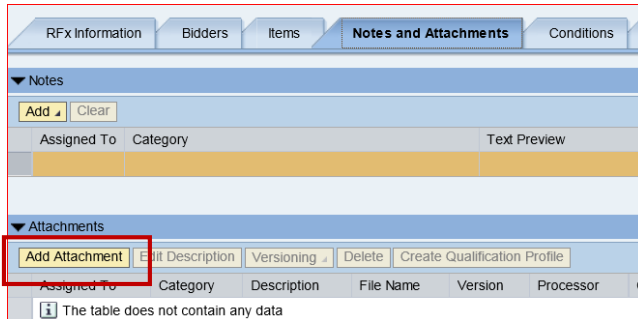 RFx Information Bidders Items Notes and Attachments Conditions
Notes
Add Clear
Assigned To Category Text Preview
Attachments
Add Attachment Edit Description Versioning Delete Create Qualification Profile
Assigned To Category Description File Name Version Processor
The table does not contain any data